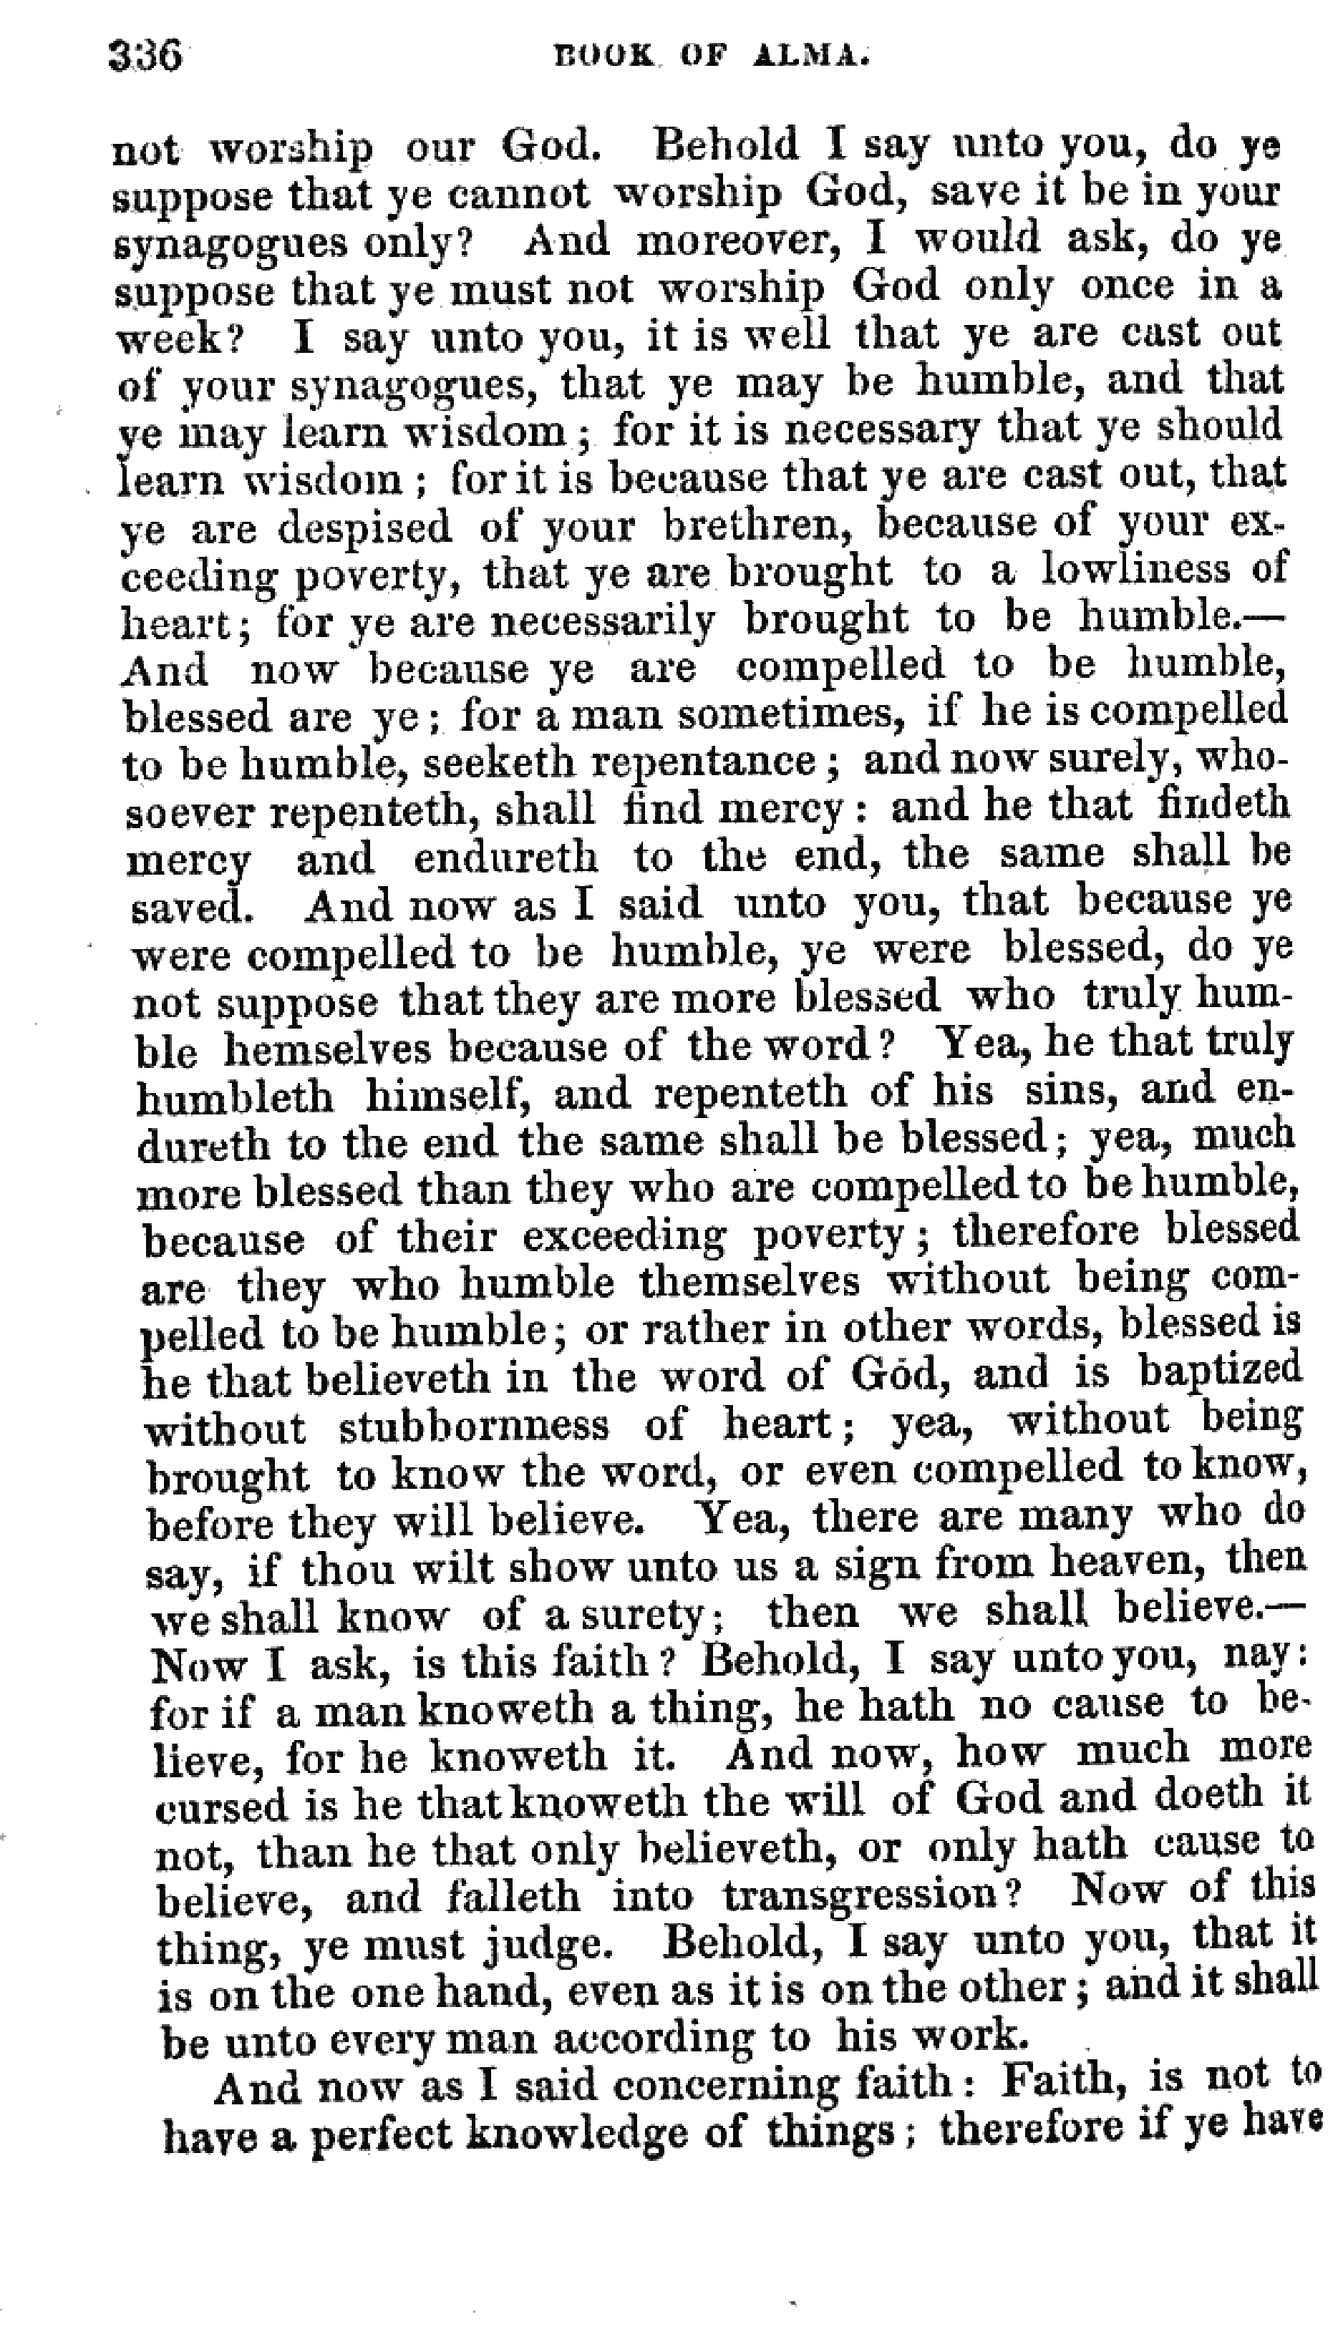 336 BOOK OF ALMA.
not worship our God. Behold I say unto you, do ye
suppose that ye cannot worship God, save it be in your
synagogues only? And moreover, I would ask, do ye
suppose that ye must not worship God only once in a
week? I say unto you, it is well that ye are cast out
of your synagogues, that ye may be humble, and that
ye may learn wisdom; for it is necessary that ye should
learn wisdom; for it is because that ye are cast out, that
ye are despised of your brethren, because of your ex-
ceeding poverty, that ye are brought to a lowliness of
heart; for ye are necessarily brought to be humble.—
And now because ye are compelled to be humble,
blessed are ye; for a man sometimes, if he is compelled
to be humble, seeketh repentance; and now surely, who-
soever repenteth, shall find mercy: and he that findeth
mercy and endureth to the end, the same shall be
saved. And now as I said unto you, that because ye
were compelled to be humble, ye were blessed, do ye
not suppose that they are more blessed who truly hum-
ble hemselves because of the word? Yea, he that truly
humbleth himself, and repenteth of his sins, and en-
dureth to the end the same shall be blessed; yea, much
more blessed than they who are compelled to be humble,
because of their exceeding poverty; therefore blessed
are they who humble themselves without being com-
pelled to be humble; or rather in other words, blessed is
he that believeth in the word of God, and is baptized
without stubbornness of heart; yea, without being
brought to know the word, or even compelled to know,
before they will believe. Yea, there are many who do
say, if thou wilt show unto us a sign from heaven, then
we shall know of a surety; then we shall believe.—
Now I ask, is this faith? Behold, I say unto you, nay:
for if a man knoweth a thing, he hath no cause to be-
lieve, for he knoweth it. And now, how much more
cursed is he that knoweth the will of God and doeth it
not, than he that only believeth, or only hath cause to
believe, and falleth into transgression? Now of this
thing, ye must judge. Behold, I say unto you, that it
is on the one hand, even as it is on the other; and it shall
be unto every man according to his work.
And now as I said concerning faith: Faith, is not to
have a perfect knowledge of things; therefore if ye have